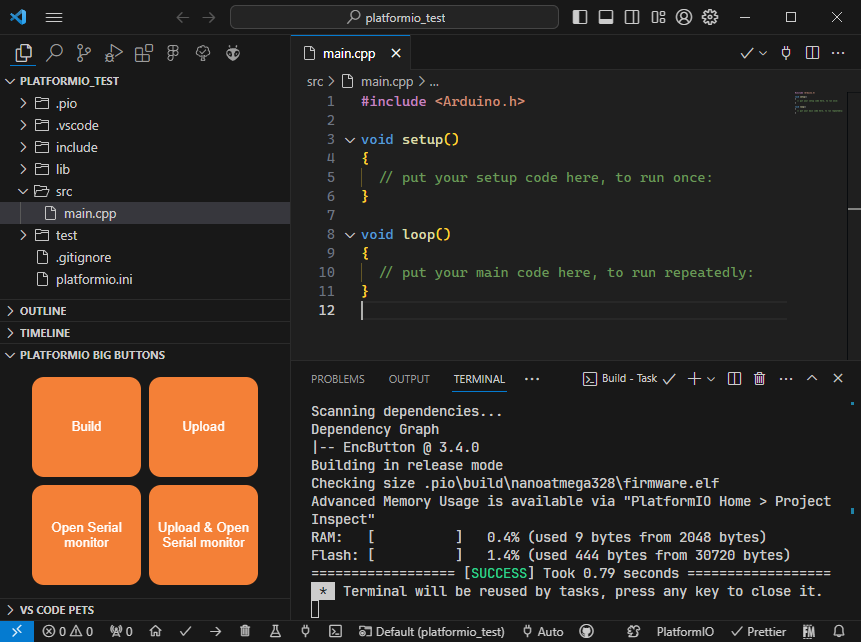 platformio_test
PLATFORMIO_TEST
.pio
.vscode
include
lib
src
main.cpp
test
.gitignore
platformio.ini
OUTLINE
TIMELINE
PLATFORMIO BIG BUTTONS
Build
Upload
Open Serial
monitor
Upload & Open
Serial monitor
VS CODE PETS
main.cpp
src > main.cpp > ...
1 #include <Arduino.h>
2
3 void setup()
4 {
5 // put your setup code here, to run once:
6 }
7
8 void loop()
9 {
10 // put your main code here, to run repeatedly:
11 }
12
PROBLEMS OUTPUT TERMINAL ··· Build - Task
Scanning dependencies...
Dependency Graph
|-- EncButton @ 3.4.0
Building in release mode
Checking size .pio\build\nanoatmega328\firmware.elf
Advanced Memory Usage is available via "PlatformIO Home > Project
Inspect"
RAM: [ ] 0.4% (used 9 bytes from 2048 bytes)
Flash: [ ] 1.4% (used 444 bytes from 30720 bytes)
================== [SUCCESS] Took 0.79 seconds ==================
* Terminal will be reused by tasks, press any key to close it.
0 0 0 Default (platformio_test) Auto PlatformIO Prettier